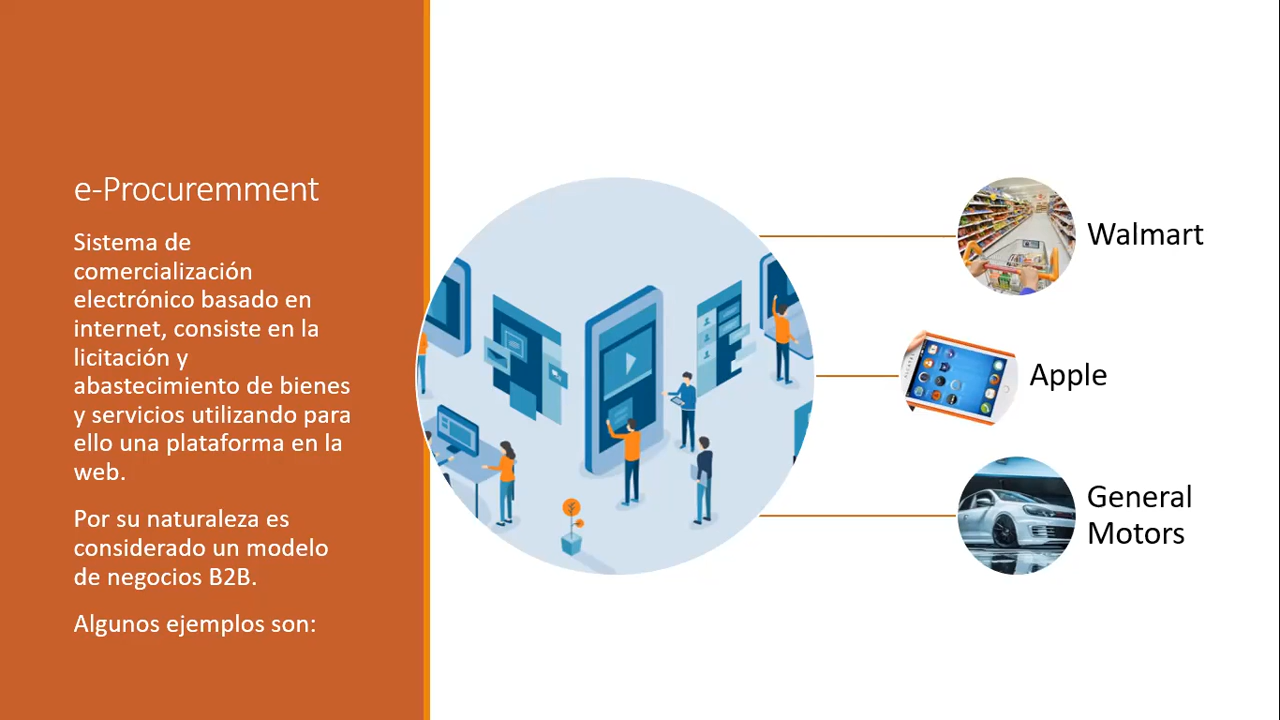 e-Procuremment
Sistema de
comercialización
electrónico basado en
internet, consiste en la
licitación y
abastecimiento de bienes
y servicios utilizando para
ello una plataforma en la
web.
Por su naturaleza es
considerado un modelo
de negocios B2B.
Algunos ejemplos son:
Walmart
Apple
General
Motors